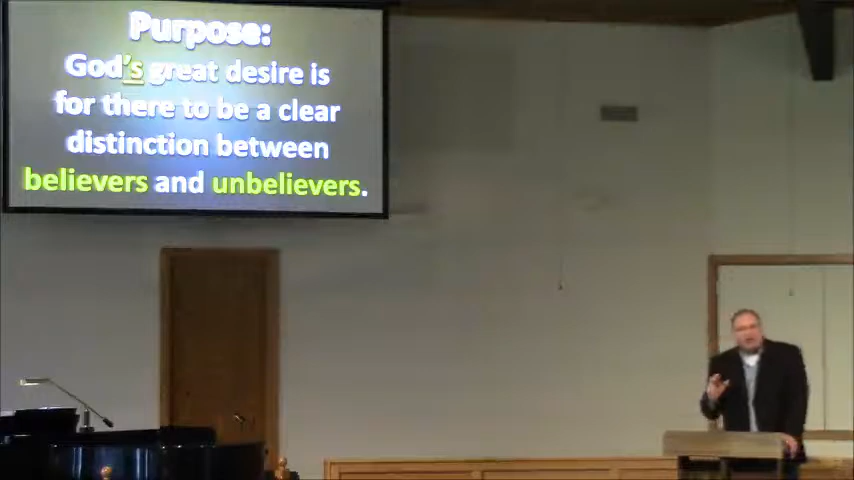 Purpose:
God's great desire is
for there to be a clear
distinction between
believers and unbelievers.